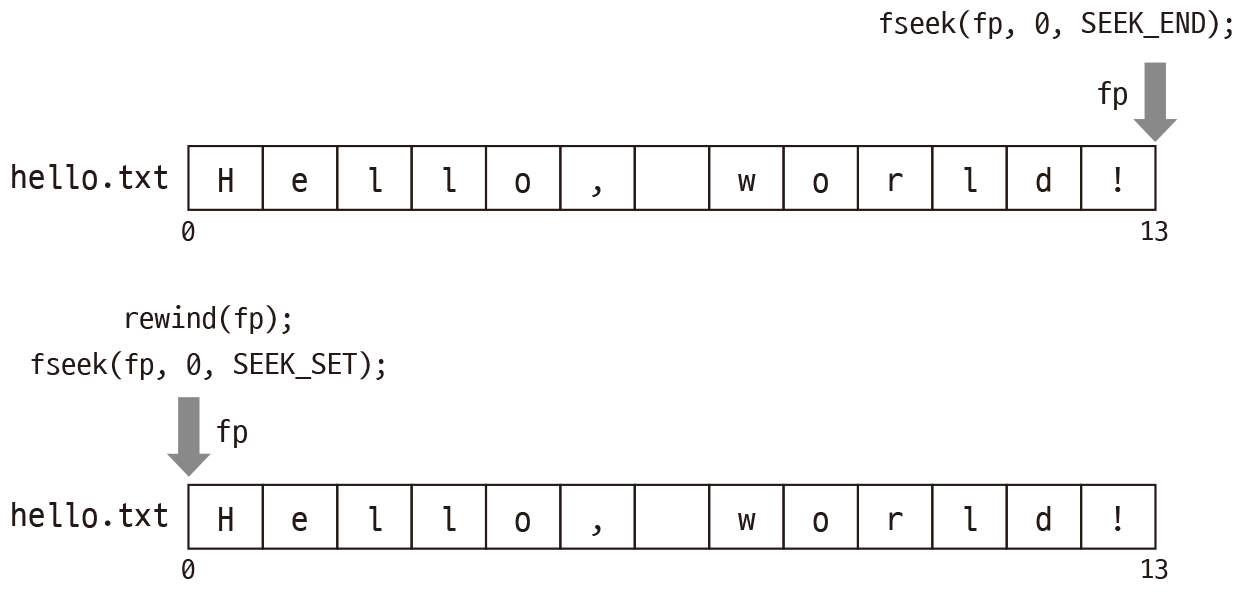 fseek(fp, 0, SEEK_END);
fp
hello.txt H e l l o , w o r l d !
0 13
rewind(fp);
fseek(fp, 0, SEEK_SET);
fp
hello.txt H e l l o , w o r l d !
0 13